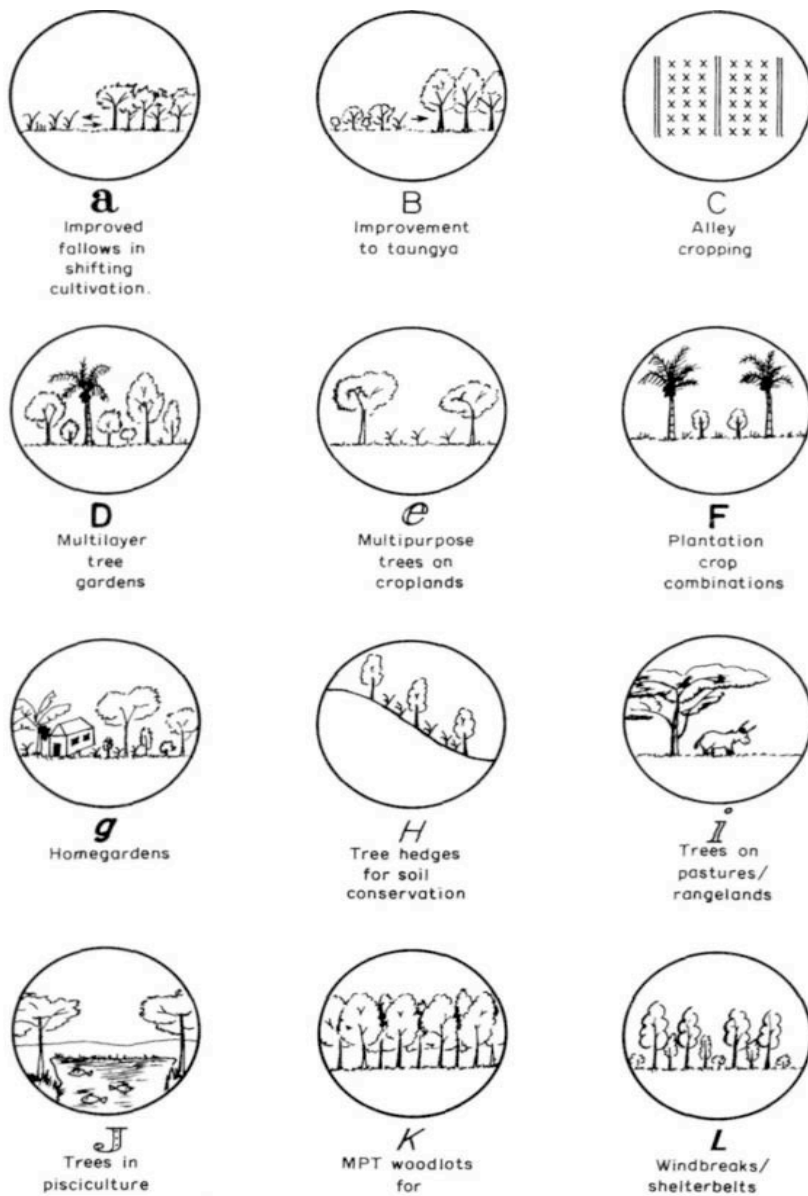 a
Improved
fallows in
shifting
cultivation.
B
Improvement
to taungya
C
Alley
cropping
D
Multilayer
tree
gardens
e
Multipurpose
trees on
croplands
F
Plantation
crop
combinations
g
Homegardens
H
Tree hedges
for soil
conservation
i
Trees on
pastures/
rangelands
J
Trees in
pisciculture
K
MPT woodlots
for
L
Windbreaks/
shelterbelts